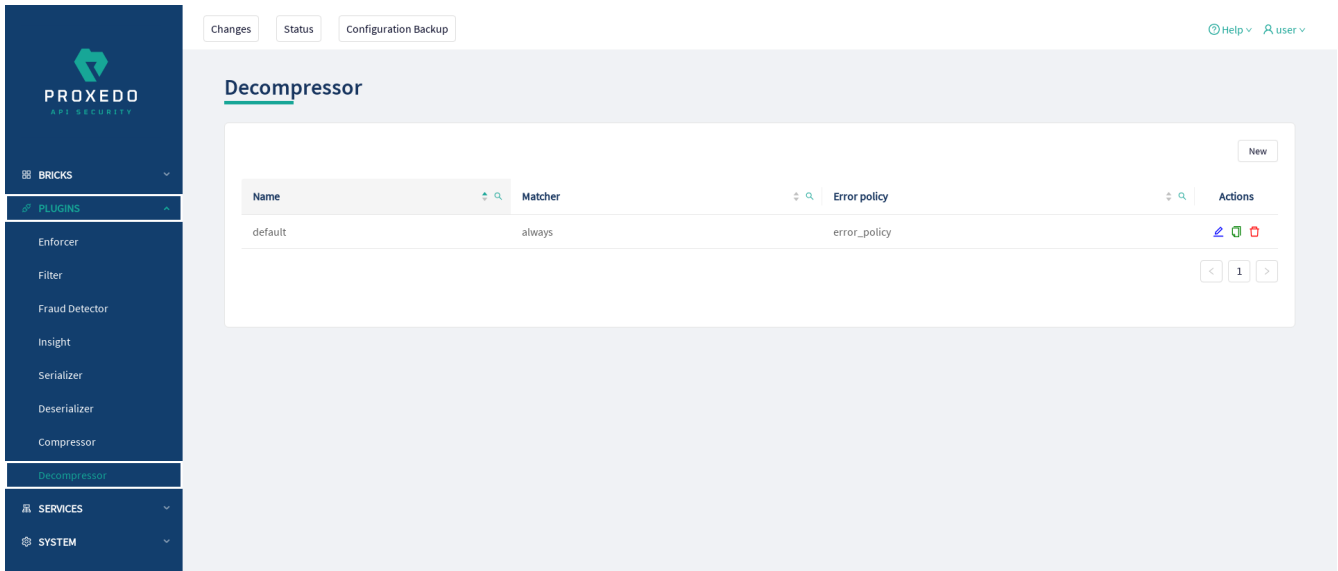 Changes Status Configuration Backup Help user
PROXEDO
API SECURITY
Decompressor
New
BRICKS
PLUGINS
Enforcer
Filter
Fraud Detector
Insight
Serializer
Deserializer
Compressor
Decompressor
SERVICES
SYSTEM
Name Matcher Error policy Actions
default always error_policy
< 1 >